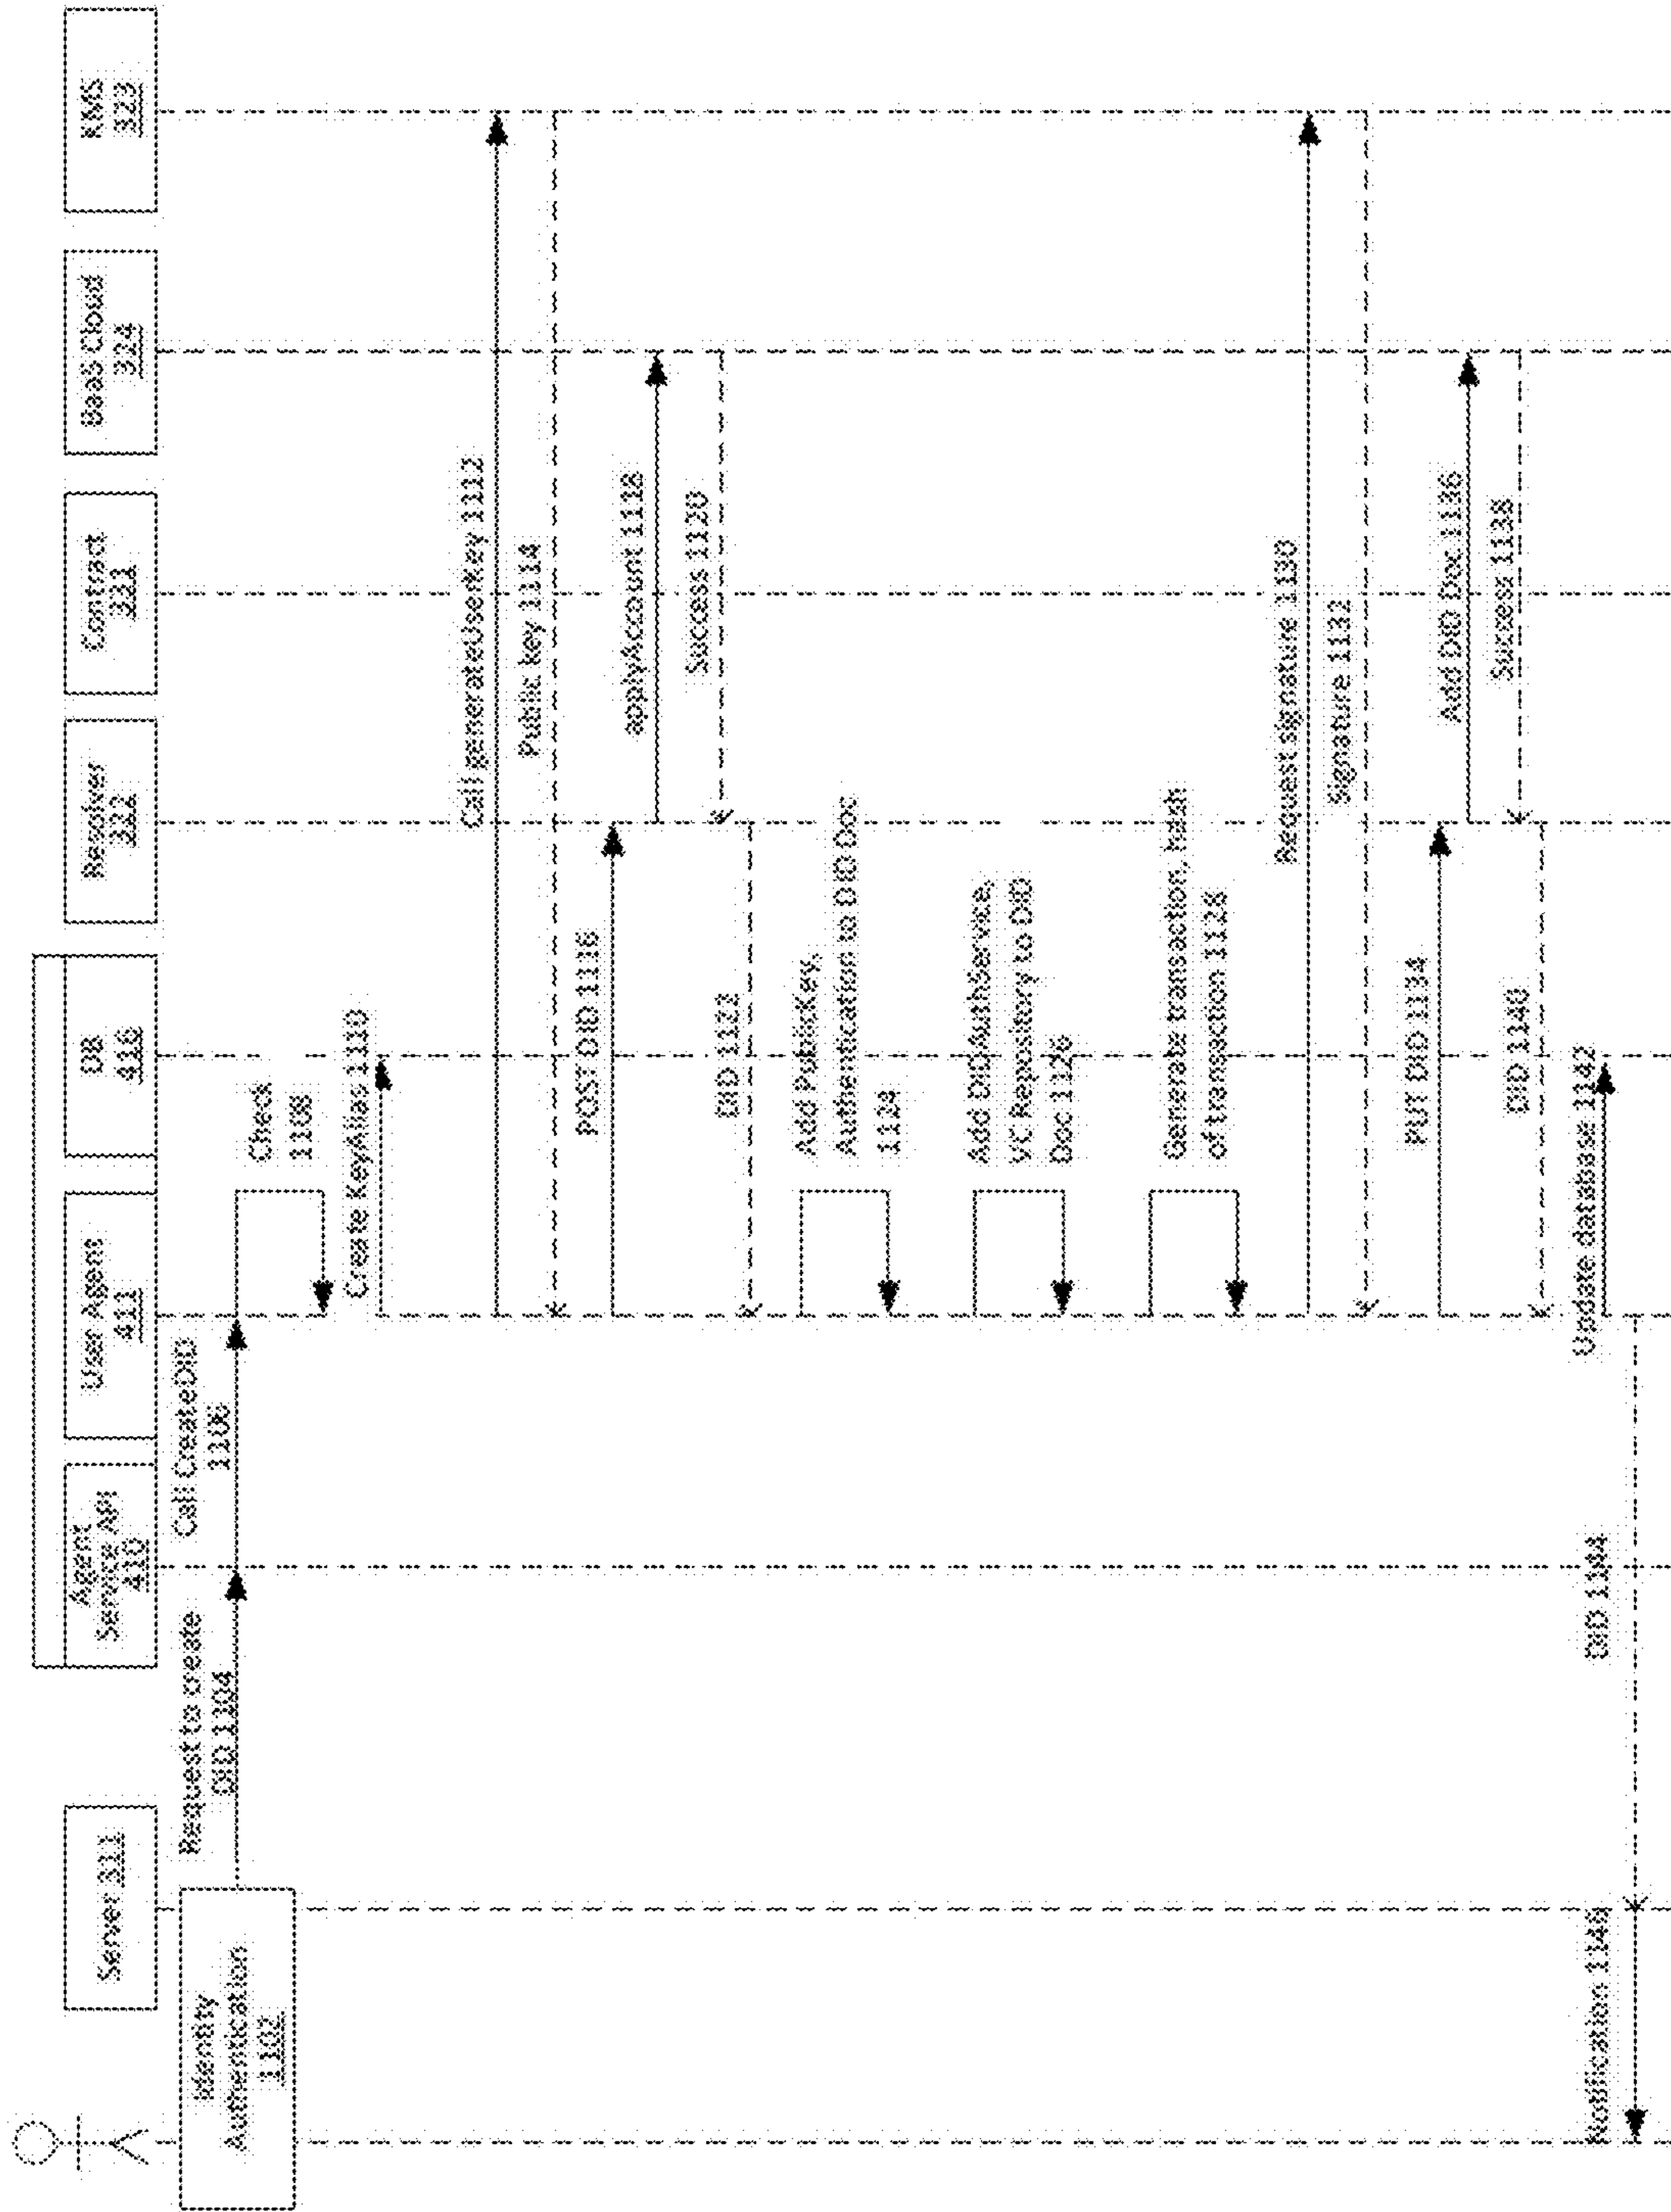 Server 311
Agent
Service API
410
User Agent
411
DB
416
Resolver
322
Contract
331
BaaS Cloud
324
KMS
323
Identity
Authentication
1102
Request to create
DID 1104
Call CreateDID
1106
Check
1108
Create KeyAlias 1110
Call generateUserKey 1112
Public key 1114
POST DID 1116
applyAccount 1118
Success 1120
DID 1122
Add PublicKey,
Authentication to DID Doc
1124
Add DIDAuthService,
VC Repository to DID
Doc 1126
Generate transaction, hash
of transaction 1128
Request signature 1130
Signature 1132
PUT DID 1134
Add DID Doc 1136
Success 1138
DID 1140
Update database 1142
DID 1144
Notification 1146